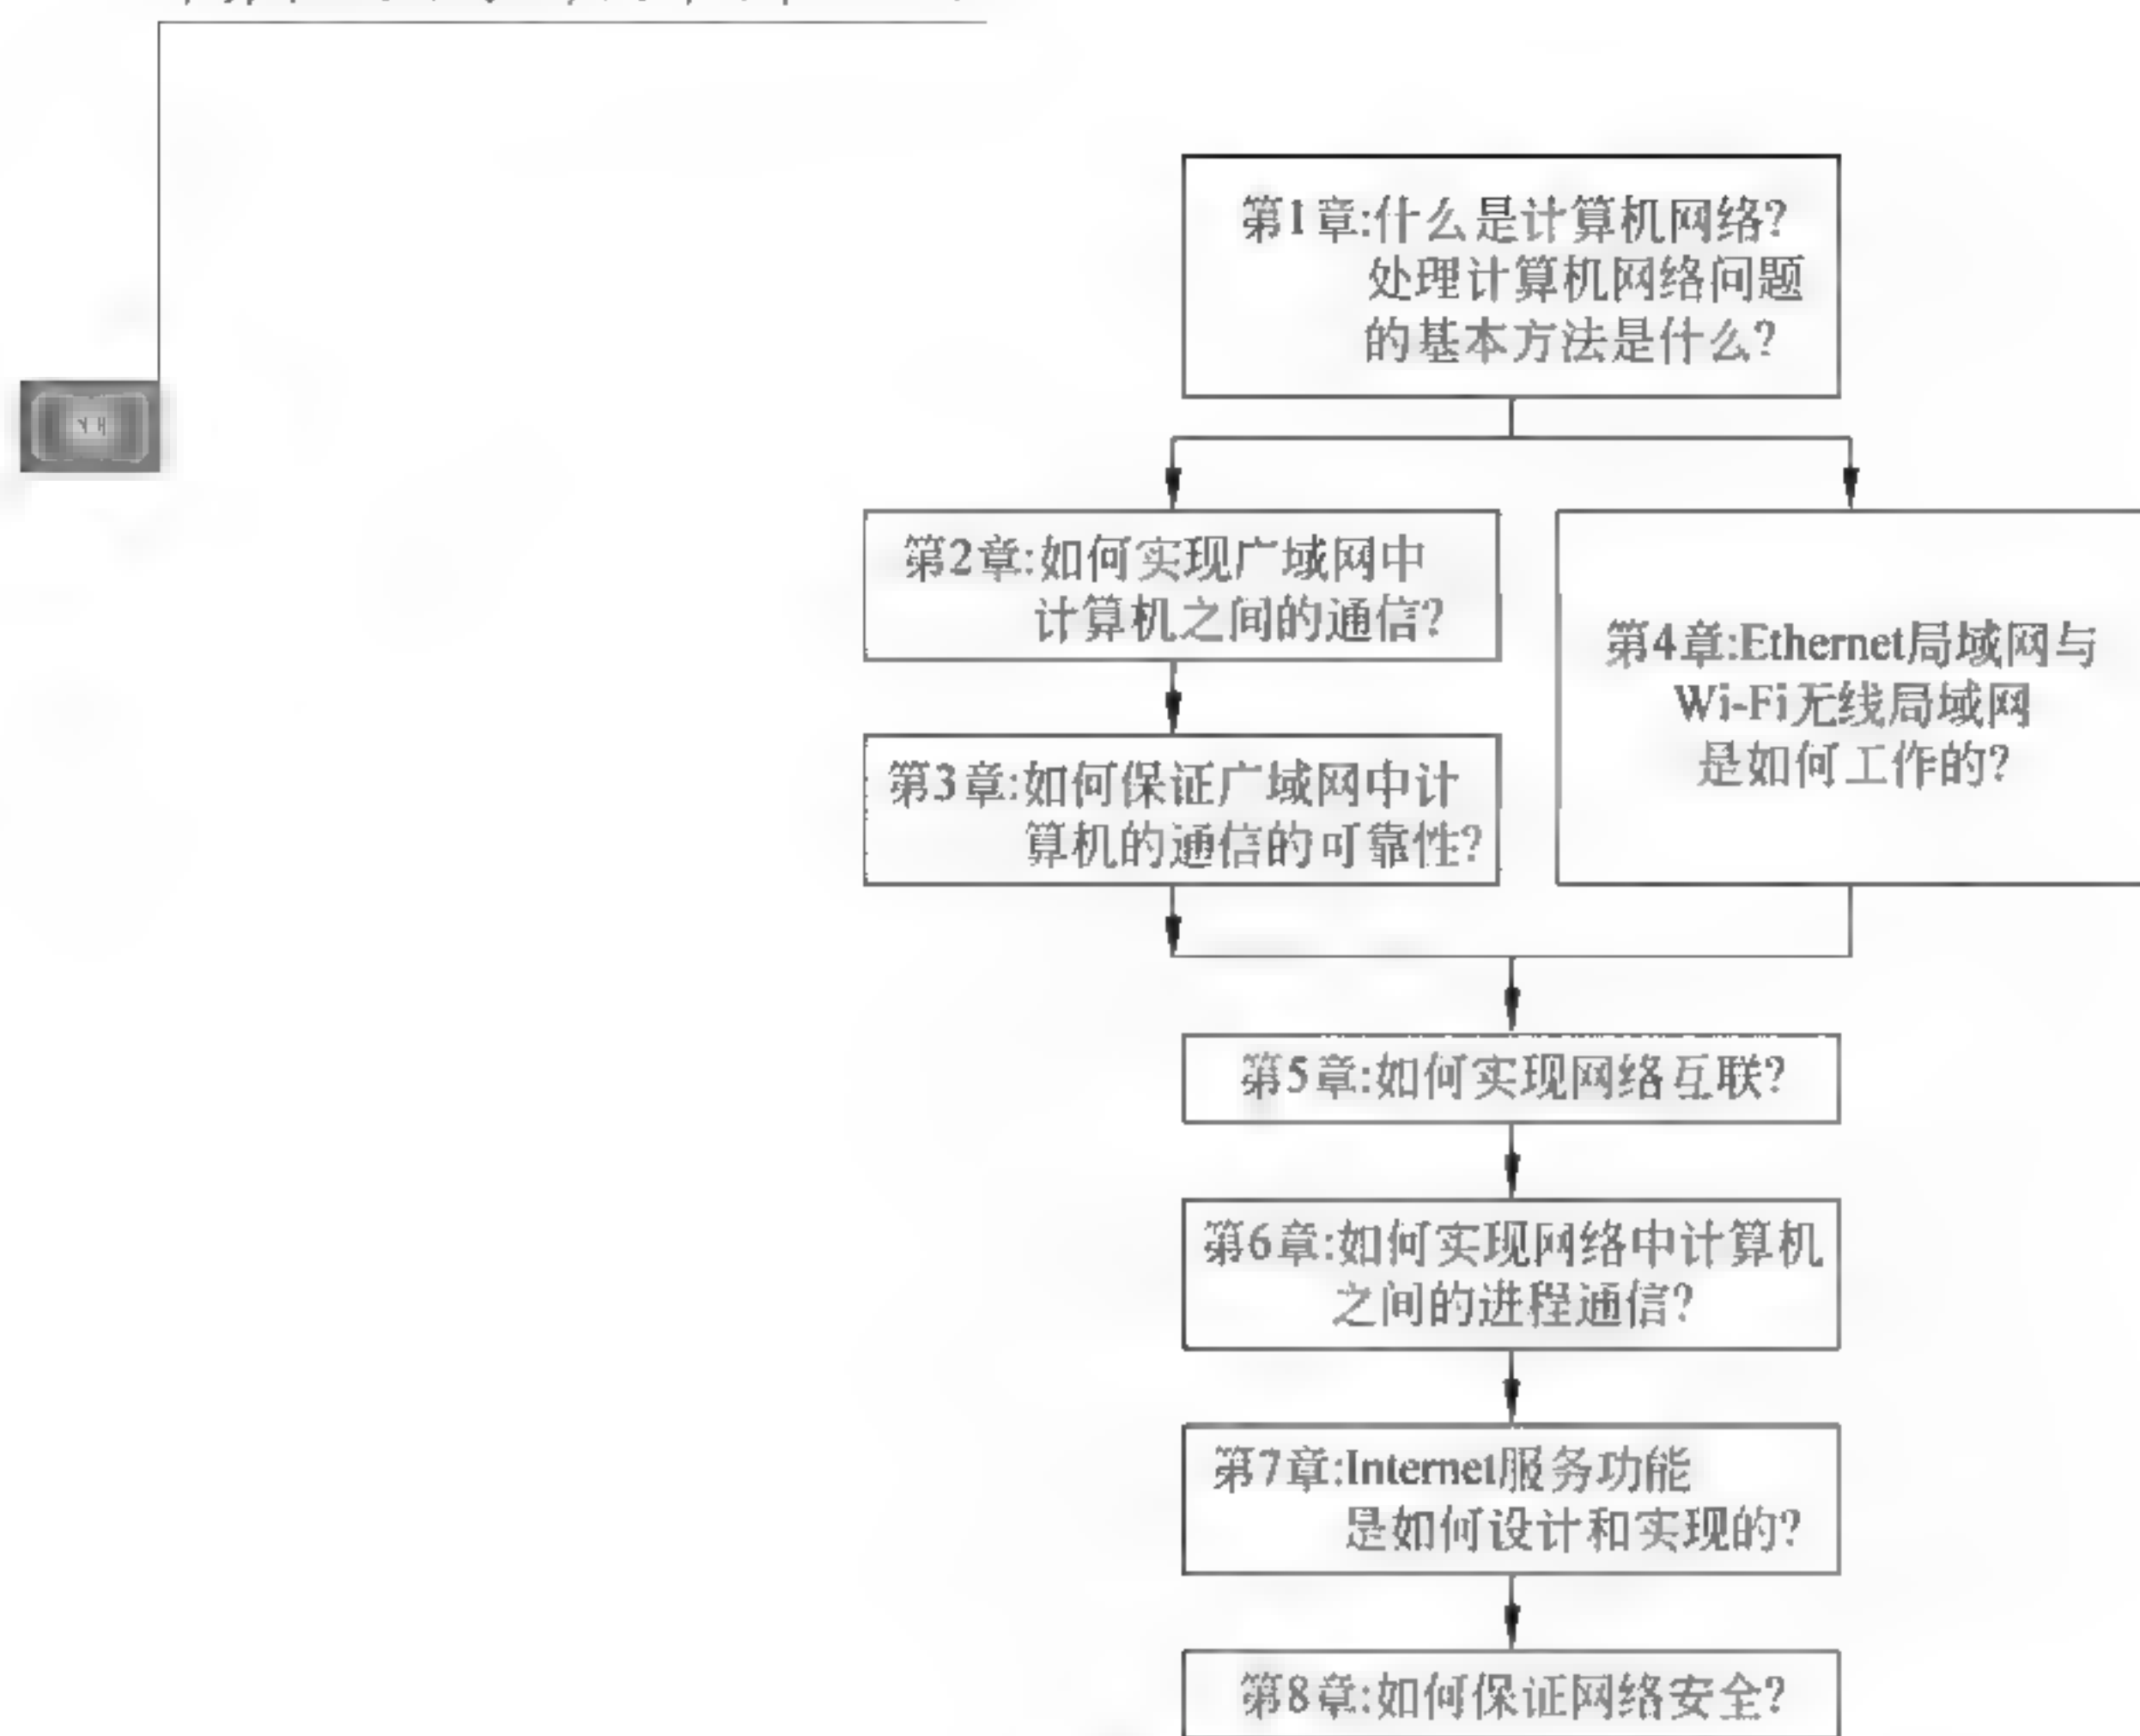 第1章:什么是计算机网络?
处理计算机网络问题
的基本方法是什么?
第2章:如何实现广域网中
计算机之间的通信?
第3章:如何保证广域网中计
算机的通信的可靠性?
第4章:Ethernet局域网与
Wi-Fi无线局域网
是如何工作的?
第5章:如何实现网络互联?
第6章:如何实现网络中计算机
之间的进程通信?
第7章:Internet服务功能
是如何设计和实现的?
第8章:如何保证网络安全?